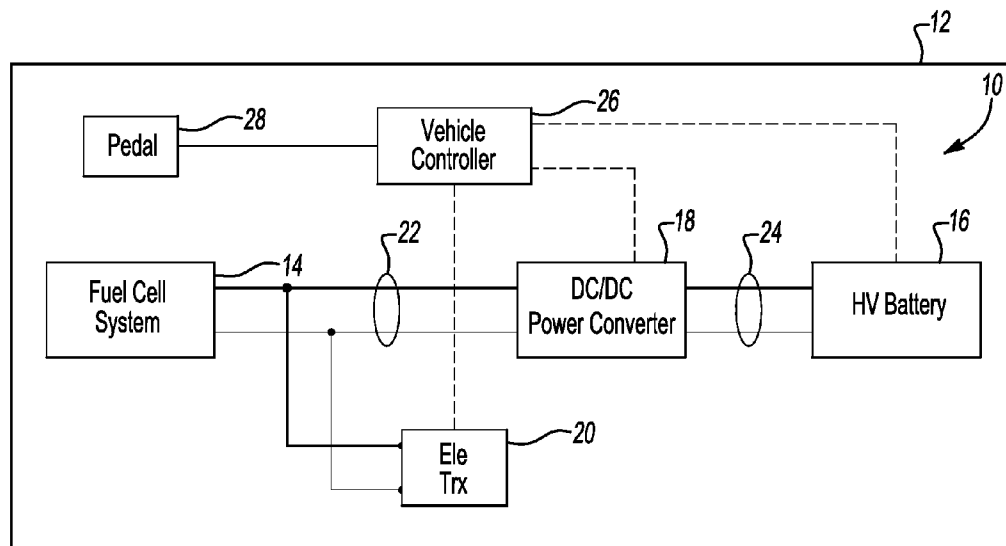 12
10
28
Pedal
26
Vehicle
Controller
14
Fuel Cell
System
22
18
DC/DC
Power Converter
24
16
HV Battery
20
Ele
Trx